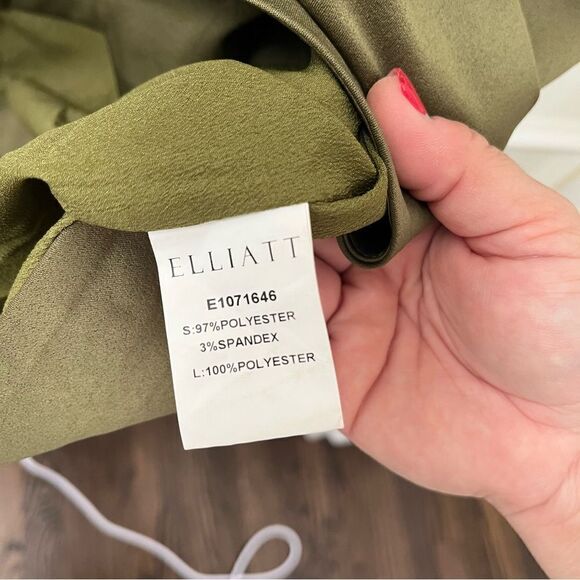 ELLIATT
E1071646
S:97%POLYESTER
3%SPANDEX
L:100%POLYESTER